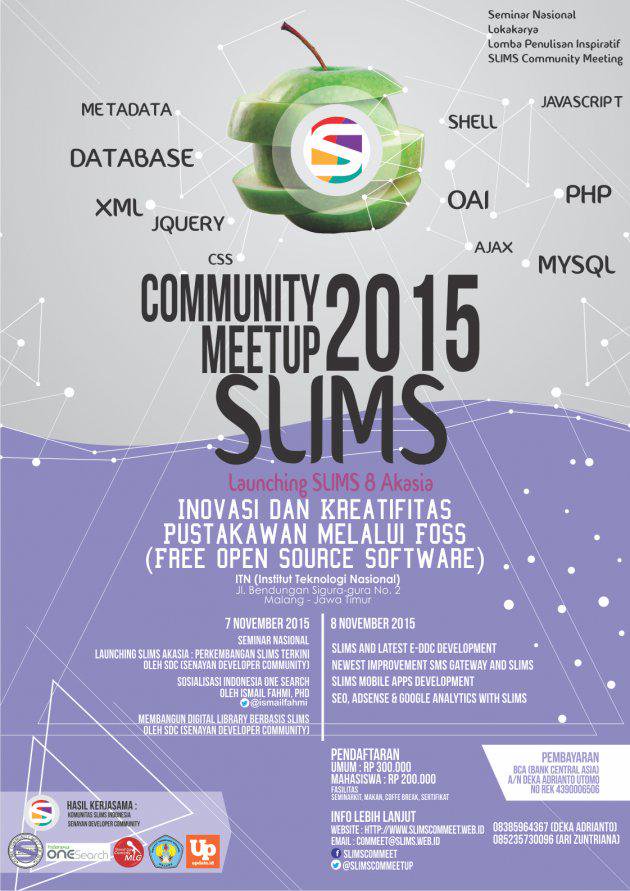 Seminar Nasional
Lokakarya
Lomba Penulisan Inspiratif
SLIMS Community Meeting
METADATA
DATABASE
XML
JQUERY
CSS
JAVASCRIPT
SHELL
OAI
PHP
AJAX
MYSQL
S
COMMUNITY
MEETUP
2015
SLIMS
Launching SLIMS 8 Akasia
INOVASI DAN KREATIFITAS
PUSTAKAWAN MELALUI FOSS
(FREE OPEN SOURCE SOFTWARE)
ITN (Institut Teknologi Nasional)
Jl. Bendungan Sigura-gura No. 2
Malang - Jawa Timur
7 NOVEMBER 2015
SEMINAR NASIONAL
LAUNCHING SLIMS AKASIA : PERKEMBANGAN SLIMS TERKINI
OLEH SDC (SENAYAN DEVELOPER COMMUNITY)
SOSIALISASI INDONESIA ONE SEARCH
OLEH ISMAIL FAHMI, PHD
@ismailfahmi
MEMBANGUN DIGITAL LIBRARY BERBASIS SLIMS
OLEH SDC (SENAYAN DEVELOPER COMMUNITY)
8 NOVEMBER 2015
SLIMS AND LATEST E-DDC DEVELOPMENT
NEWEST IMPROVEMENT SMS GATEWAY AND SLIMS
SLIMS MOBILE APPS DEVELOPMENT
SEO, ADSENSE & GOOGLE ANALYTICS WITH SLIMS
PENDAFTARAN
UMUM : RP 300.000
MAHASISWA : RP 200.000
FASILITAS
SEMINARKIT, MAKAN, COFFE BREAK, SERTIFIKAT
PEMBAYARAN
BCA (BANK CENTRAL ASIA)
A/N DEKA ADRIANTO UTOMO
NO REK 4390006506
INFO LEBIH LANJUT
WEBSITE : HTTP://WWW.SLIMSCOMMEET.WEB.ID
EMAIL : COMMEET@SLIMS.WEB.ID
SLIMSCOMMEET
@SLIMSCOMMEETUP
08385964367 (DEKA ADRIANTO)
085235730096 (ARI ZUNTRIANA)
HASIL KERJASAMA :
KOMUNITAS SLIMS INDONESIA
SENAYAN DEVELOPER COMMUNITY
Indonesia
oneSearch
MLG
Up
update.id